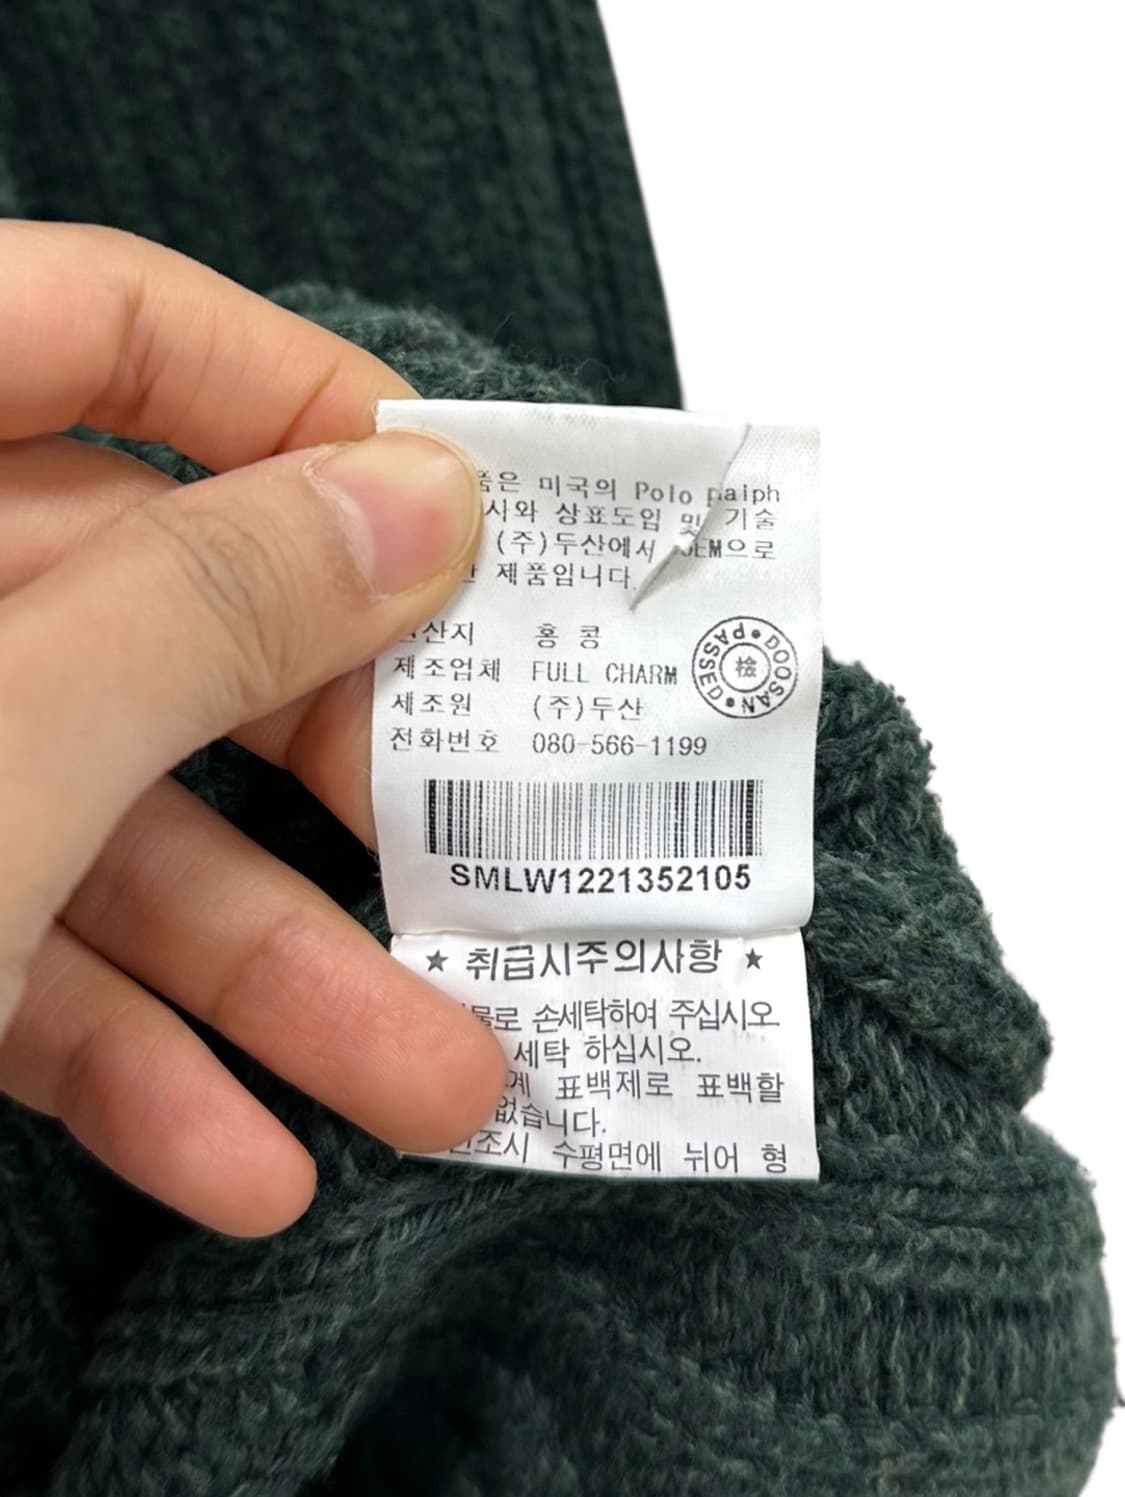 품은 미국의 Polo palph
사와 상표도입 및 기술
(주)두산에서 OEM으로
제품입니다.
원산지 홍 콩
제조업체 FULL CHARM
제조원 (주)두산
전화번호 080-566-1199
DOOSAN PASSED
檢
SMLW1221352105
★ 취급시주의사항 ★
물로 손세탁하여 주십시오
세탁 하십시오.
표백제로 표백할
없습니다.
건조시 수평면에 뉘어 형